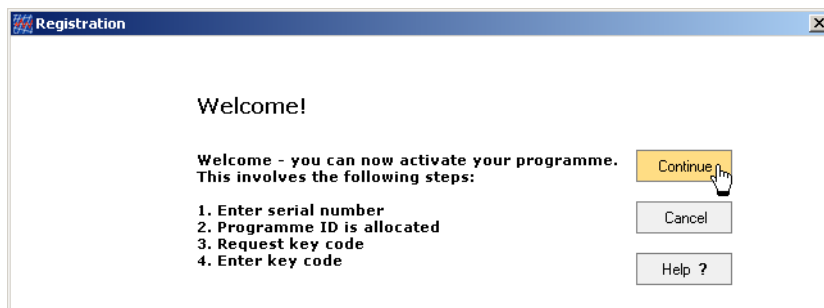 Registration
Welcome!
Welcome - you can now activate your programme.
This involves the following steps:
1. Enter serial number
2. Programme ID is allocated
3. Request key code
4. Enter key code
Continue
Cancel
Help ?